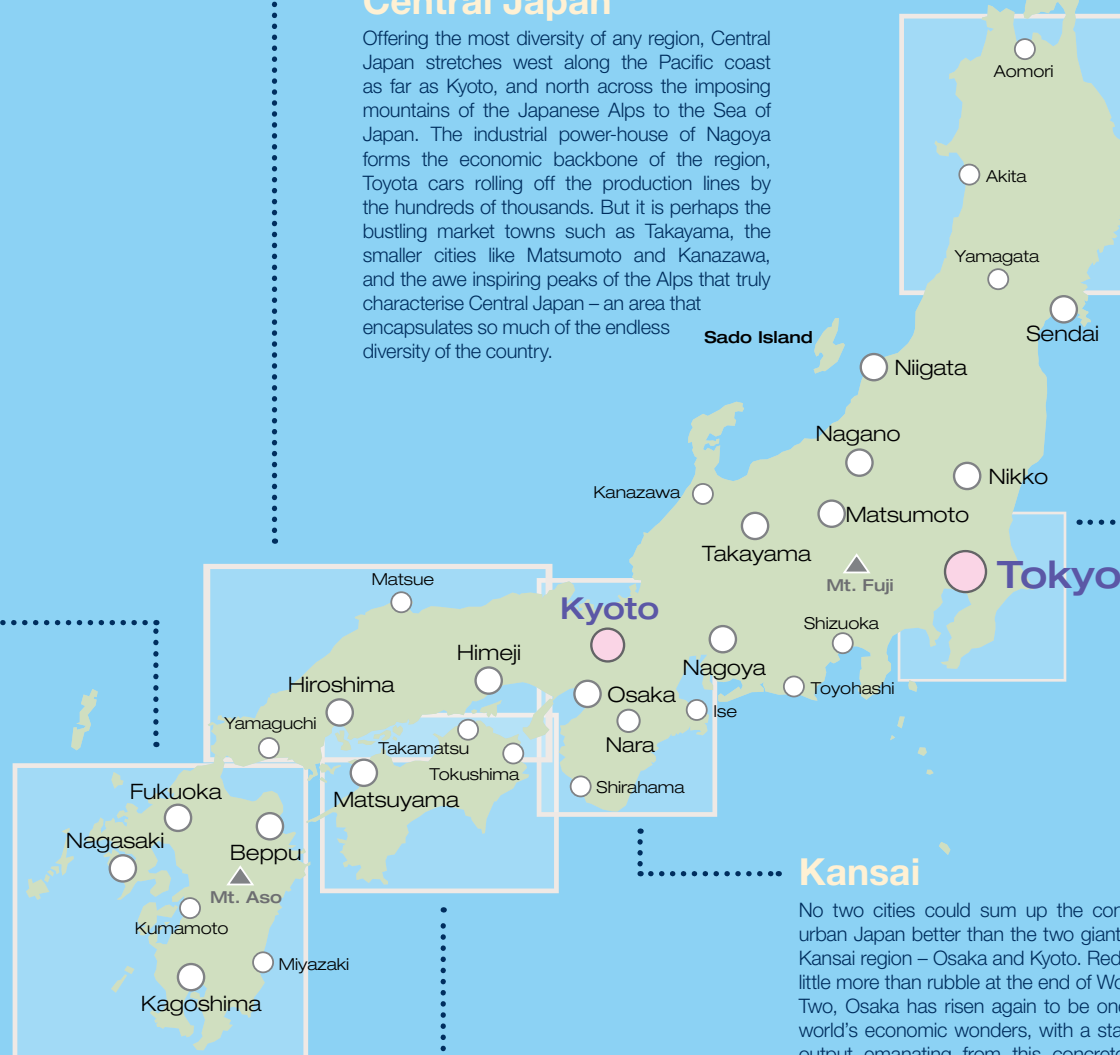 Central Japan
Offering the most diversity of any region, Central
Japan stretches west along the Pacific coast
as far as Kyoto, and north across the imposing
mountains of the Japanese Alps to the Sea of
Japan. The industrial power-house of Nagoya
forms the economic backbone of the region,
Toyota cars rolling off the production lines by
the hundreds of thousands. But it is perhaps the
bustling market towns such as Takayama, the
smaller cities like Matsumoto and Kanazawa,
and the awe inspiring peaks of the Alps that truly
characterise Central Japan – an area that
encapsulates so much of the endless
diversity of the country.
Aomori
Akita
Yamagata
Sendai
Sado Island
Niigata
Nagano
Nikko
Kanazawa
Matsumoto
Takayama
Mt. Fuji
Tokyo
Matsue
Kyoto
Shizuoka
Himeji
Nagoya
Hiroshima
Osaka
Toyohashi
Ise
Yamaguchi
Nara
Takamatsu
Tokushima
Shirahama
Matsuyama
Fukuoka
Nagasaki
Beppu
Mt. Aso
Kumamoto
Miyazaki
Kagoshima
Kansai
No two cities could sum up the
urban Japan better than the two
Kansai region – Osaka and Kyoto.
little more than rubble at the end of
Two, Osaka has risen again to be
world's economic wonders, with a
output emanating from this